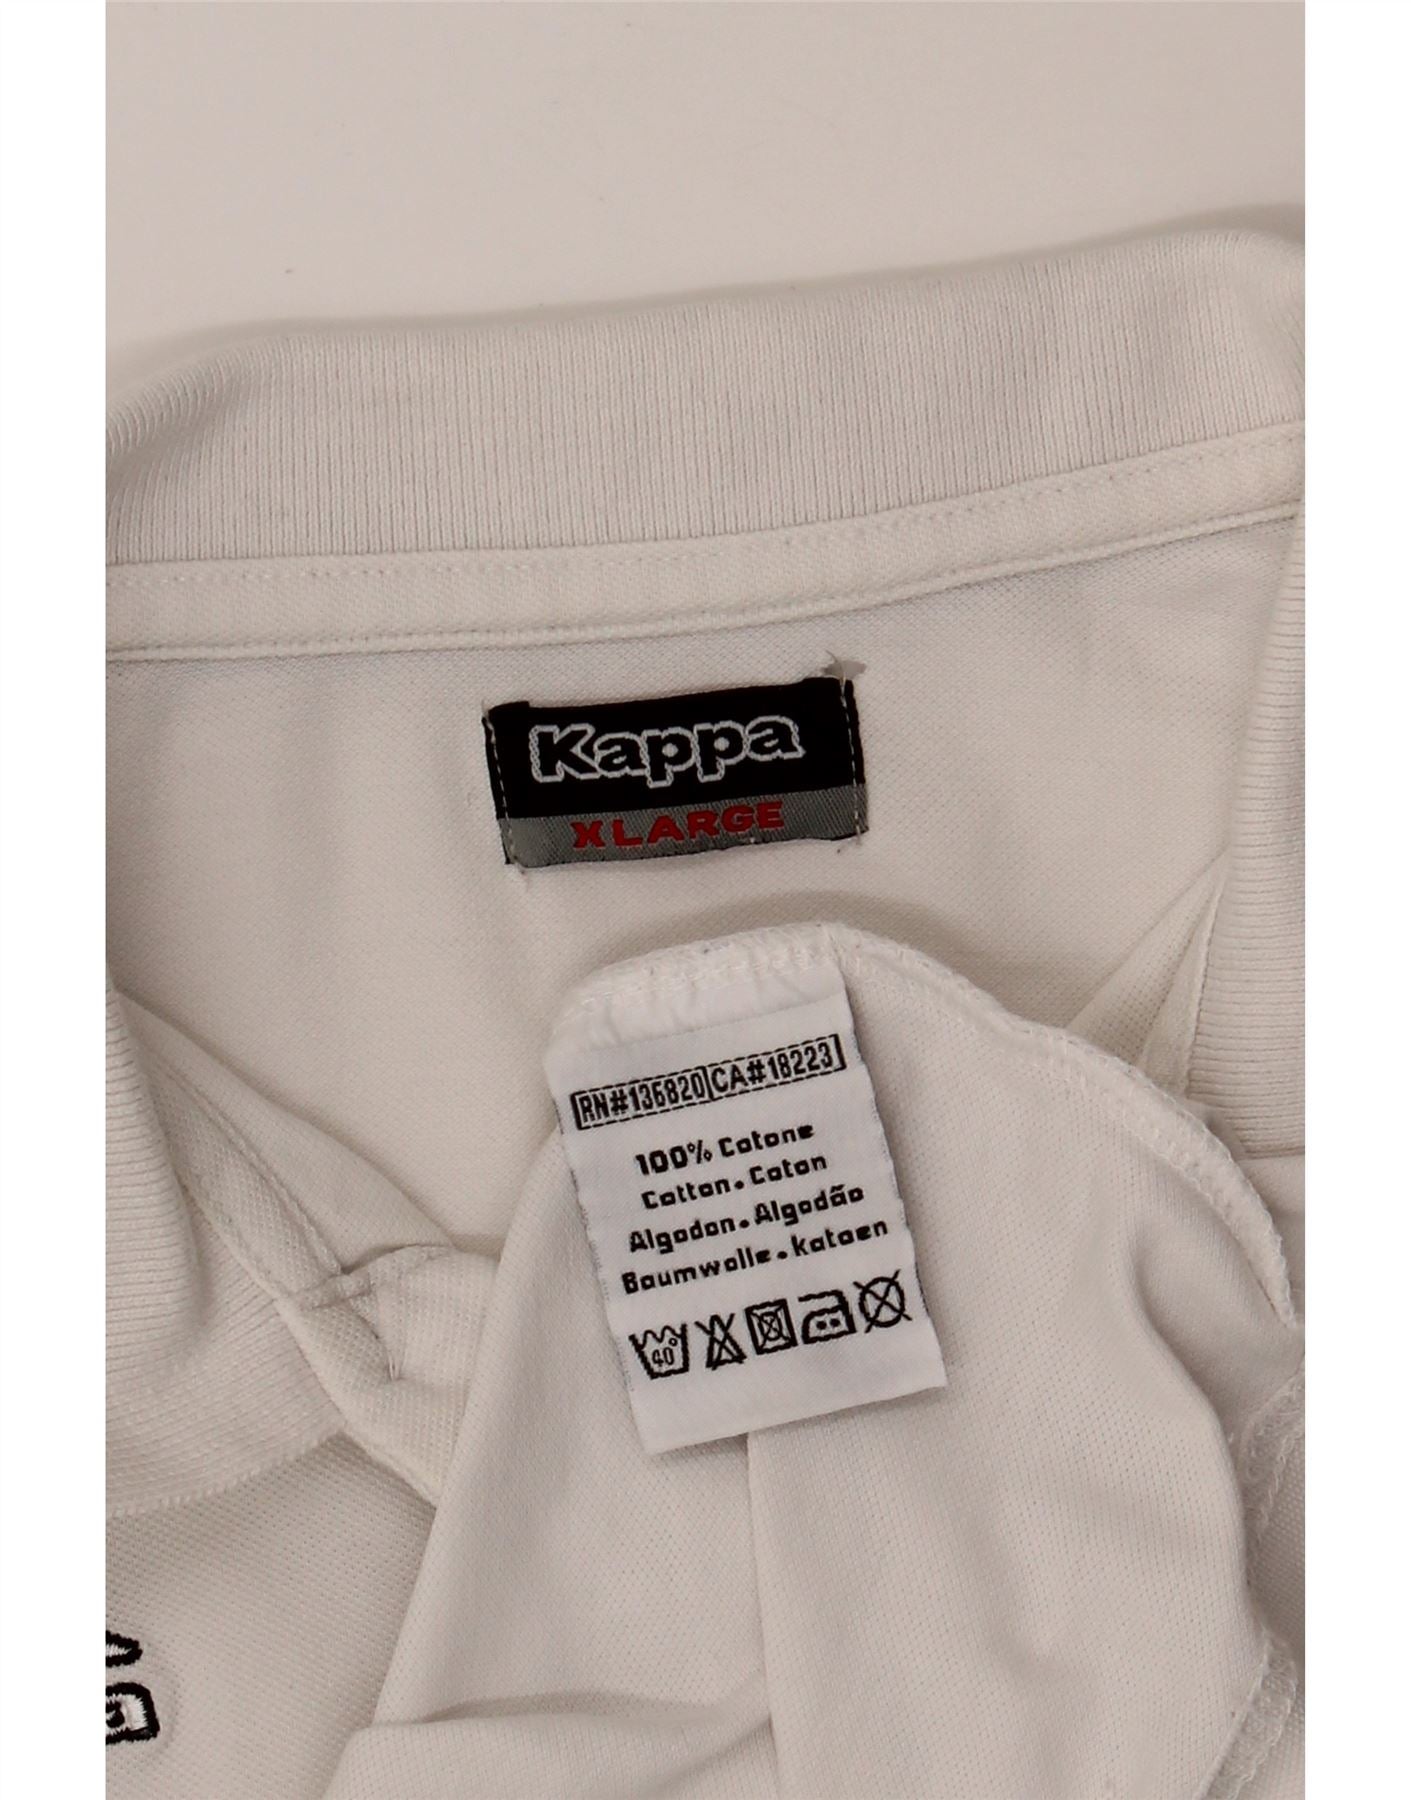 Kappa
XLARGE
RN#136820 CA#18223
100% Cotone
Cotton.Coton
Algodon.Algodão
Baumwolle.katoen
40°